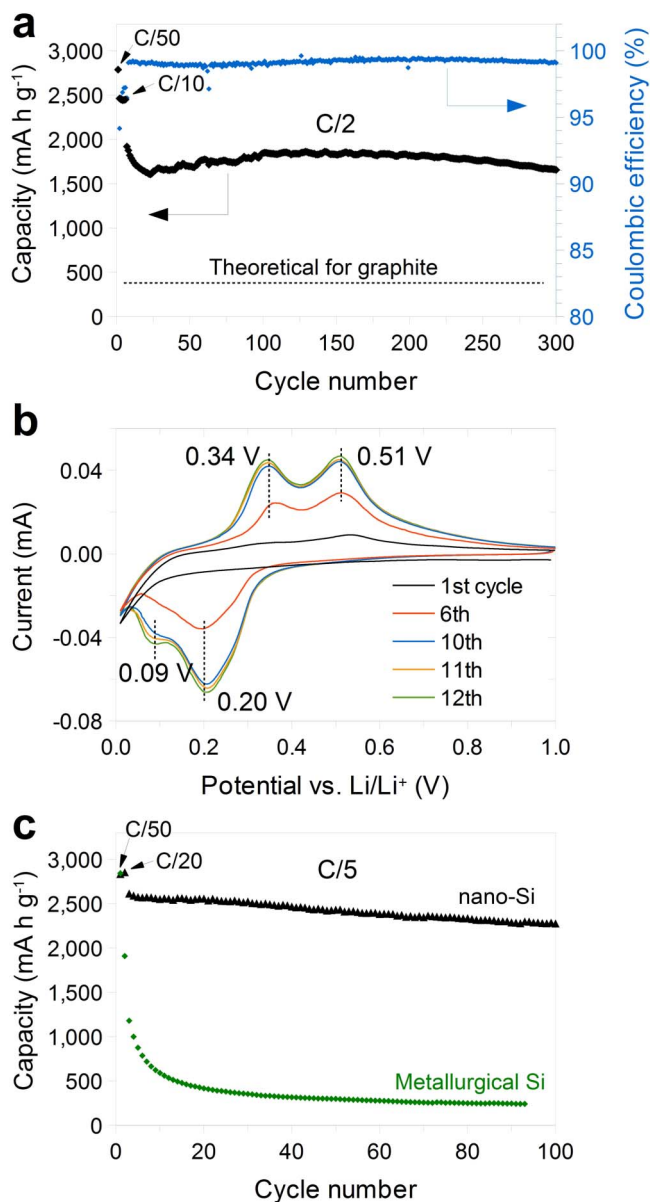 a
C/50
C/10
C/2
Theoretical for graphite
3,000
2,500
2,000
1,500
1,000
500
0
Capacity (mA h g⁻¹)
100
95
90
85
80
Coulombic efficiency (%)
0 50 100 150 200 250 300
Cycle number
b
0.34 V
0.51 V
0.09 V
0.20 V
1st cycle
6th
10th
11th
12th
0.04
0.00
-0.04
-0.08
Current (mA)
0.0 0.2 0.4 0.6 0.8 1.0
Potential vs. Li/Li⁺ (V)
c
C/50
C/20
C/5
nano-Si
Metallurgical Si
3,000
2,500
2,000
1,500
1,000
500
0
Capacity (mA h g⁻¹)
0 20 40 60 80 100
Cycle number